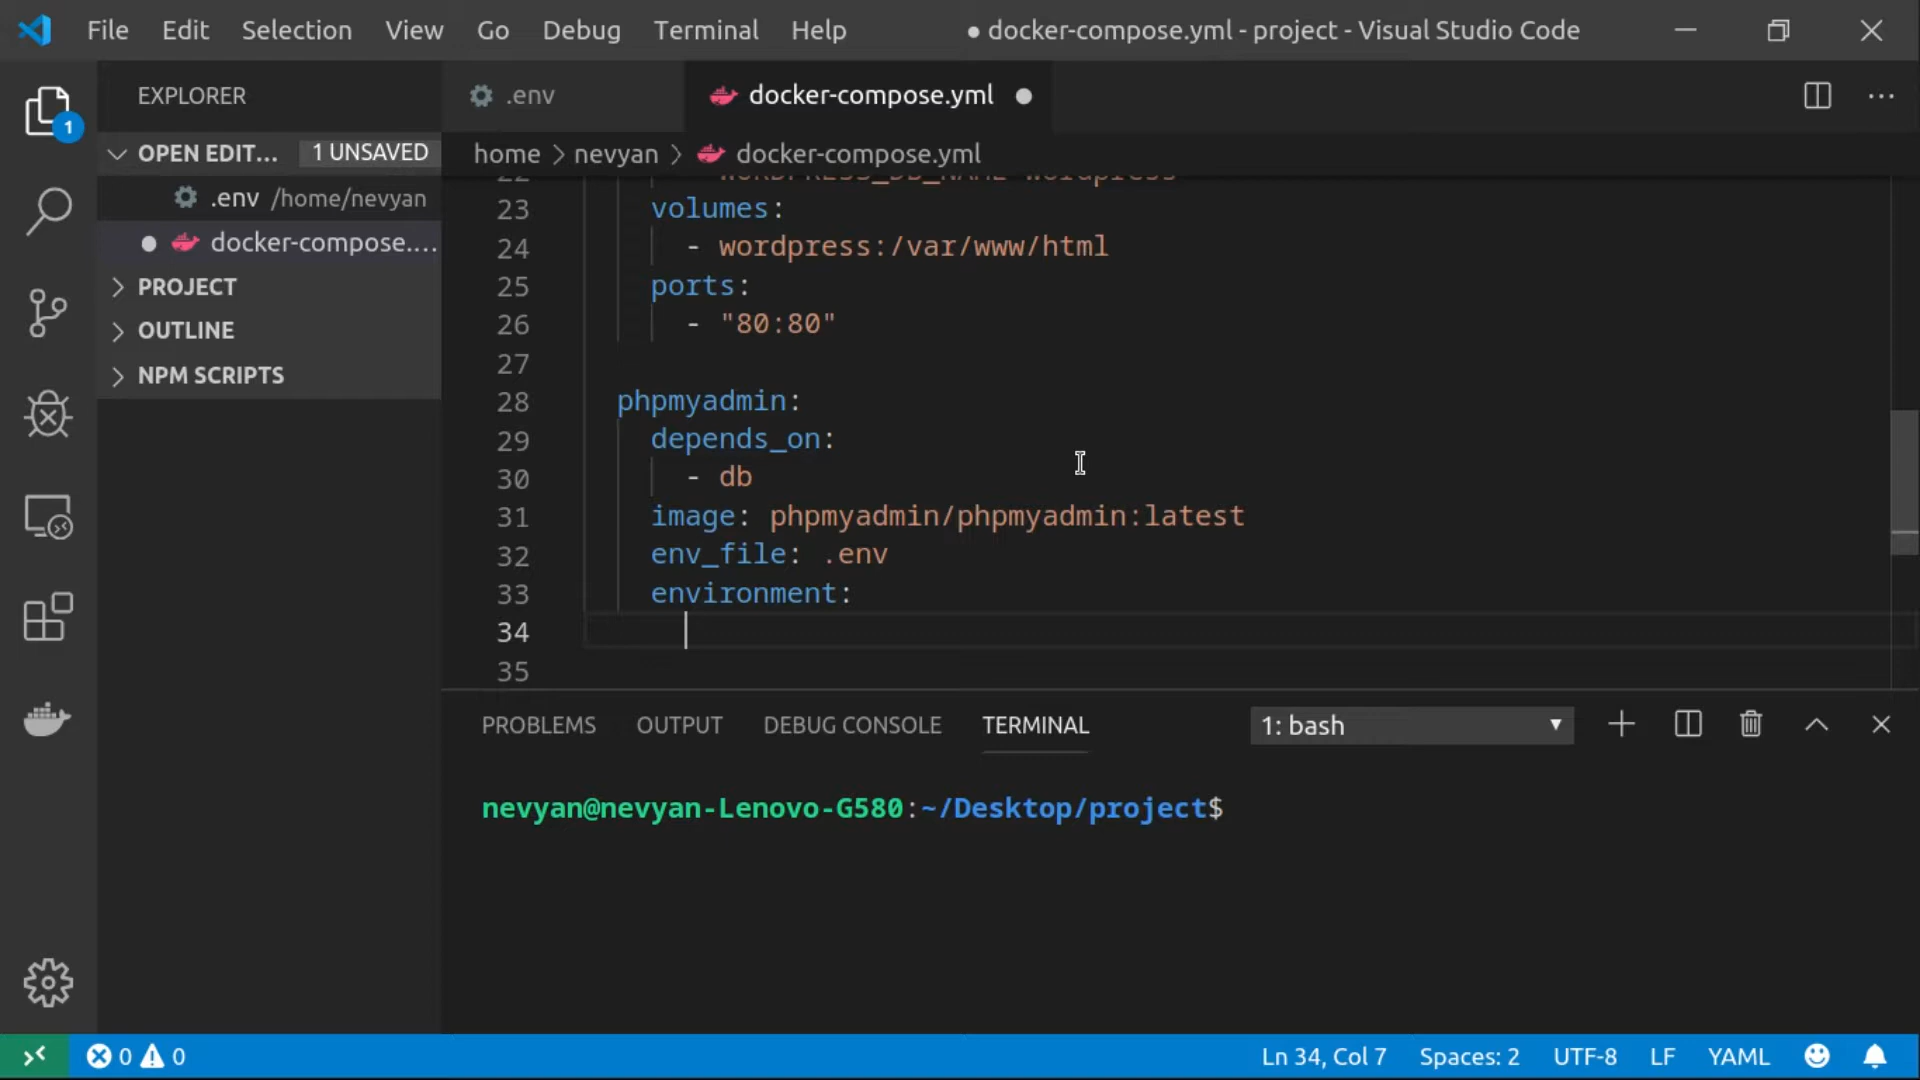 File Edit Selection View Go Debug Terminal Help ● docker-compose.yml - project - Visual Studio Code
EXPLORER
.env docker-compose.yml
1
OPEN EDIT... 1 UNSAVED
home > nevyan > docker-compose.yml
.env /home/nevyan
docker-compose....
PROJECT
OUTLINE
NPM SCRIPTS
23 volumes:
24 - wordpress:/var/www/html
25 ports:
26 - "80:80"
27
28 phpmyadmin:
29 depends_on:
30 - db
31 image: phpmyadmin/phpmyadmin:latest
32 env_file: .env
33 environment:
34
35
PROBLEMS OUTPUT DEBUG CONSOLE TERMINAL 1: bash
nevyan@nevyan-Lenovo-G580:~/Desktop/project$
0 0 Ln 34, Col 7 Spaces: 2 UTF-8 LF YAML